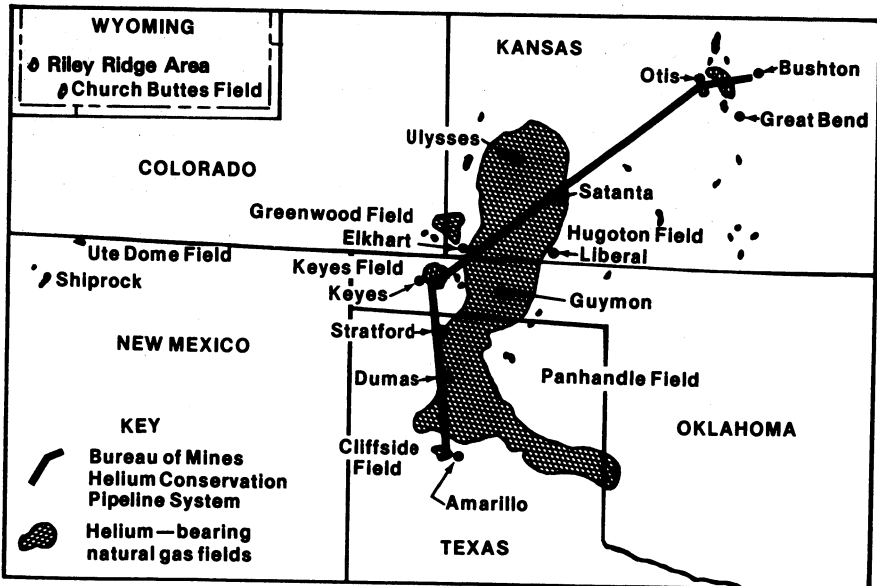 WYOMING
Riley Ridge Area
Church Buttes Field
KANSAS
Otis
Bushton
Great Bend
Ulysses
COLORADO
Satanta
Greenwood Field
Hugoton Field
Elkhart
Liberal
Ute Dome Field
Keyes Field
Shiprock
Keyes
Guymon
Stratford
NEW MEXICO
Dumas
Panhandle Field
KEY
OKLAHOMA
Cliffside
Field
Bureau of Mines
Helium Conservation
Pipeline System
Amarillo
Helium—bearing
natural gas fields
TEXAS